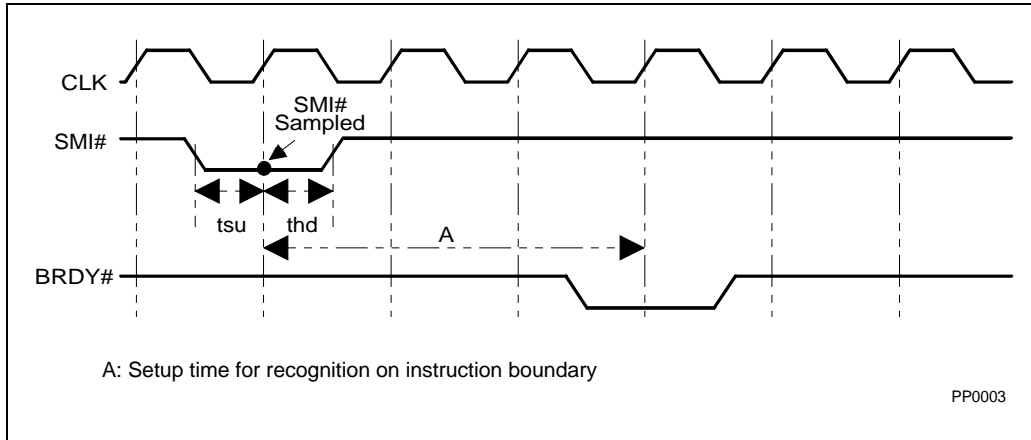 CLK
SMI#
Sampled
SMI#
tsu
thd
A
BRDY#
A: Setup time for recognition on instruction boundary
PP0003